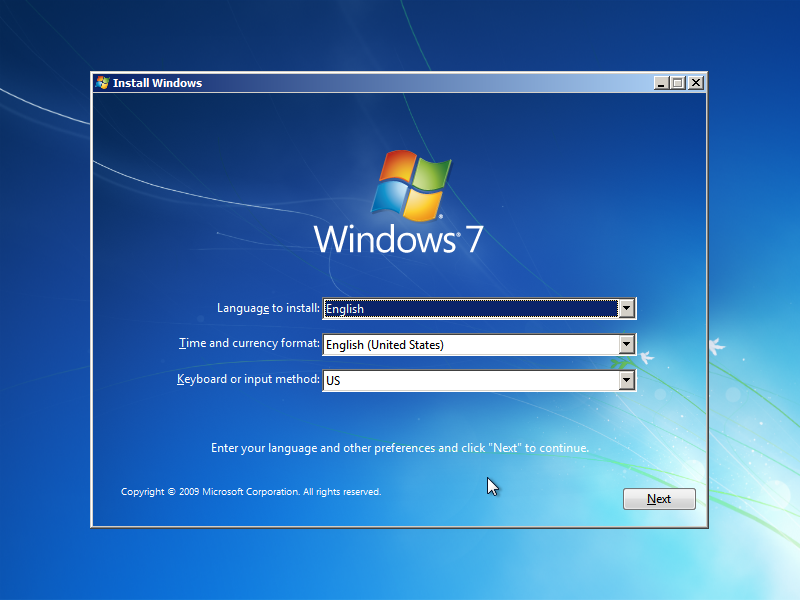 Install Windows
Windows® 7
Language to install: English
Time and currency format: English (United States)
Keyboard or input method: US
Enter your language and other preferences and click "Next" to continue.
Copyright © 2009 Microsoft Corporation. All rights reserved.
Next